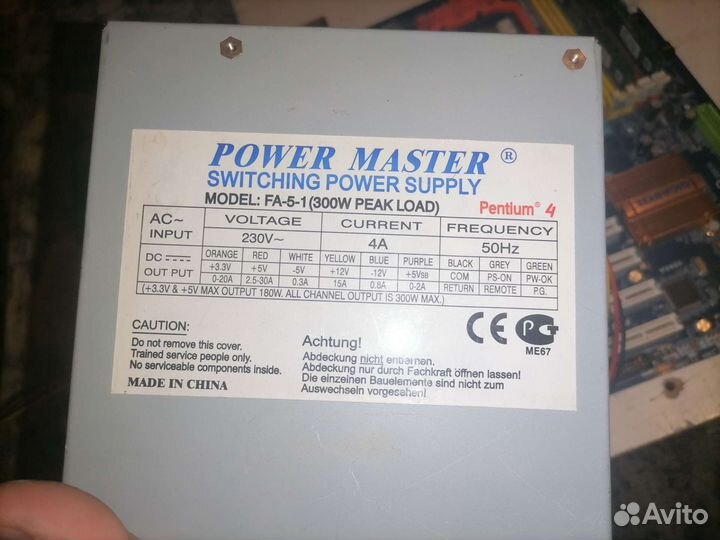 POWER MASTER ®
SWITCHING POWER SUPPLY
MODEL: FA-5-1(300W PEAK LOAD) Pentium® 4
AC~ INPUT VOLTAGE CURRENT FREQUENCY
230V~ 4A 50Hz
DC OUT PUT ORANGE RED WHITE YELLOW BLUE PURPLE BLACK GREY GREEN
+3.3V +5V -5V +12V -12V +5VSB COM PS-ON PW-OK
0-20A 2.5-30A 0.3A 15A 0.8A 0-2A RETURN REMOTE P.G.
(+3.3V & +5V MAX OUTPUT 180W. ALL CHANNEL OUTPUT IS 300W MAX.)
CAUTION:
Do not remove this cover.
Trained service people only.
No serviceable components inside.
MADE IN CHINA
Achtung!
Abdeckung nicht entfernen.
Abdeckung nur durch Fachkraft öffnen lassen!
Die einzelnen Bauelemente sind nicht zum
Auswechseln vorgesehen!
CE
ME67
GIGABYTE
Avito